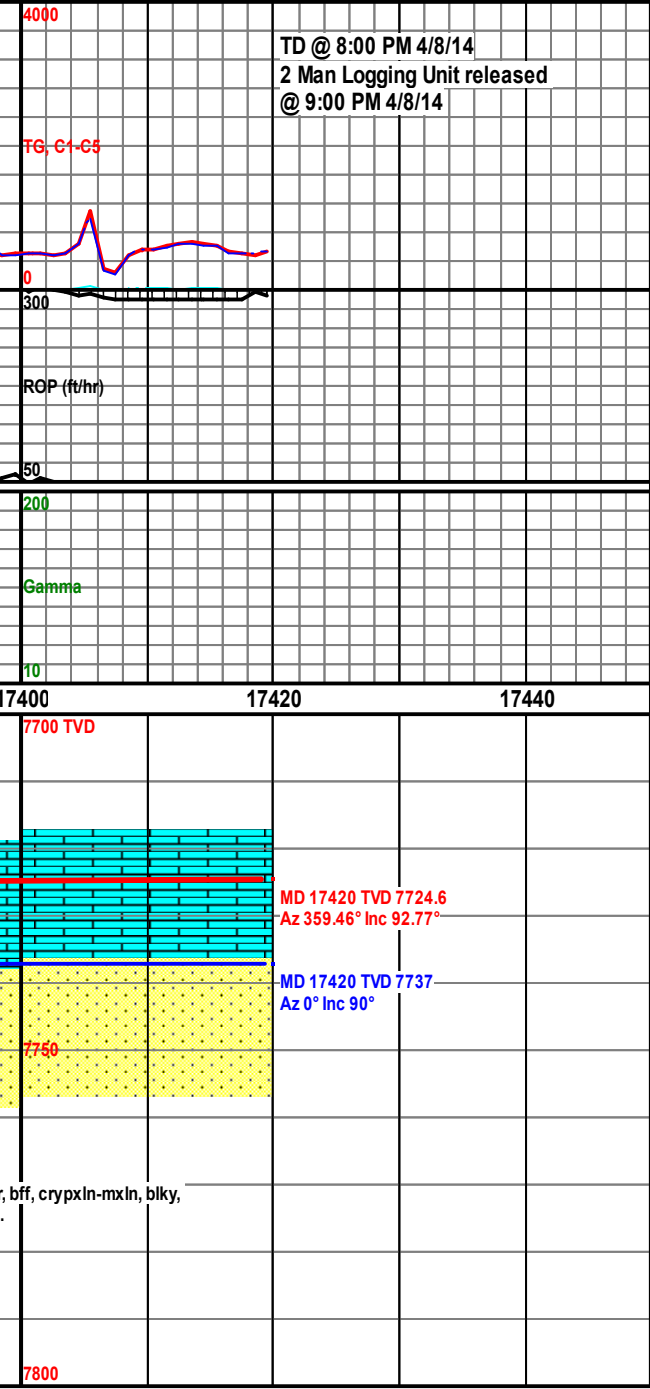 4000
TD @ 8:00 PM 4/8/14
2 Man Logging Unit released
@ 9:00 PM 4/8/14
TG, C1-C5
0
300
ROP (ft/hr)
50
200
Gamma
10
17400 17420 17440
7700 TVD
MD 17420 TVD 7724.6
Az 359.46° Inc 92.77°
MD 17420 TVD 7737
Az 0° Inc 90°
7750
, bff, crypxln-mxln, blky,
.
7800